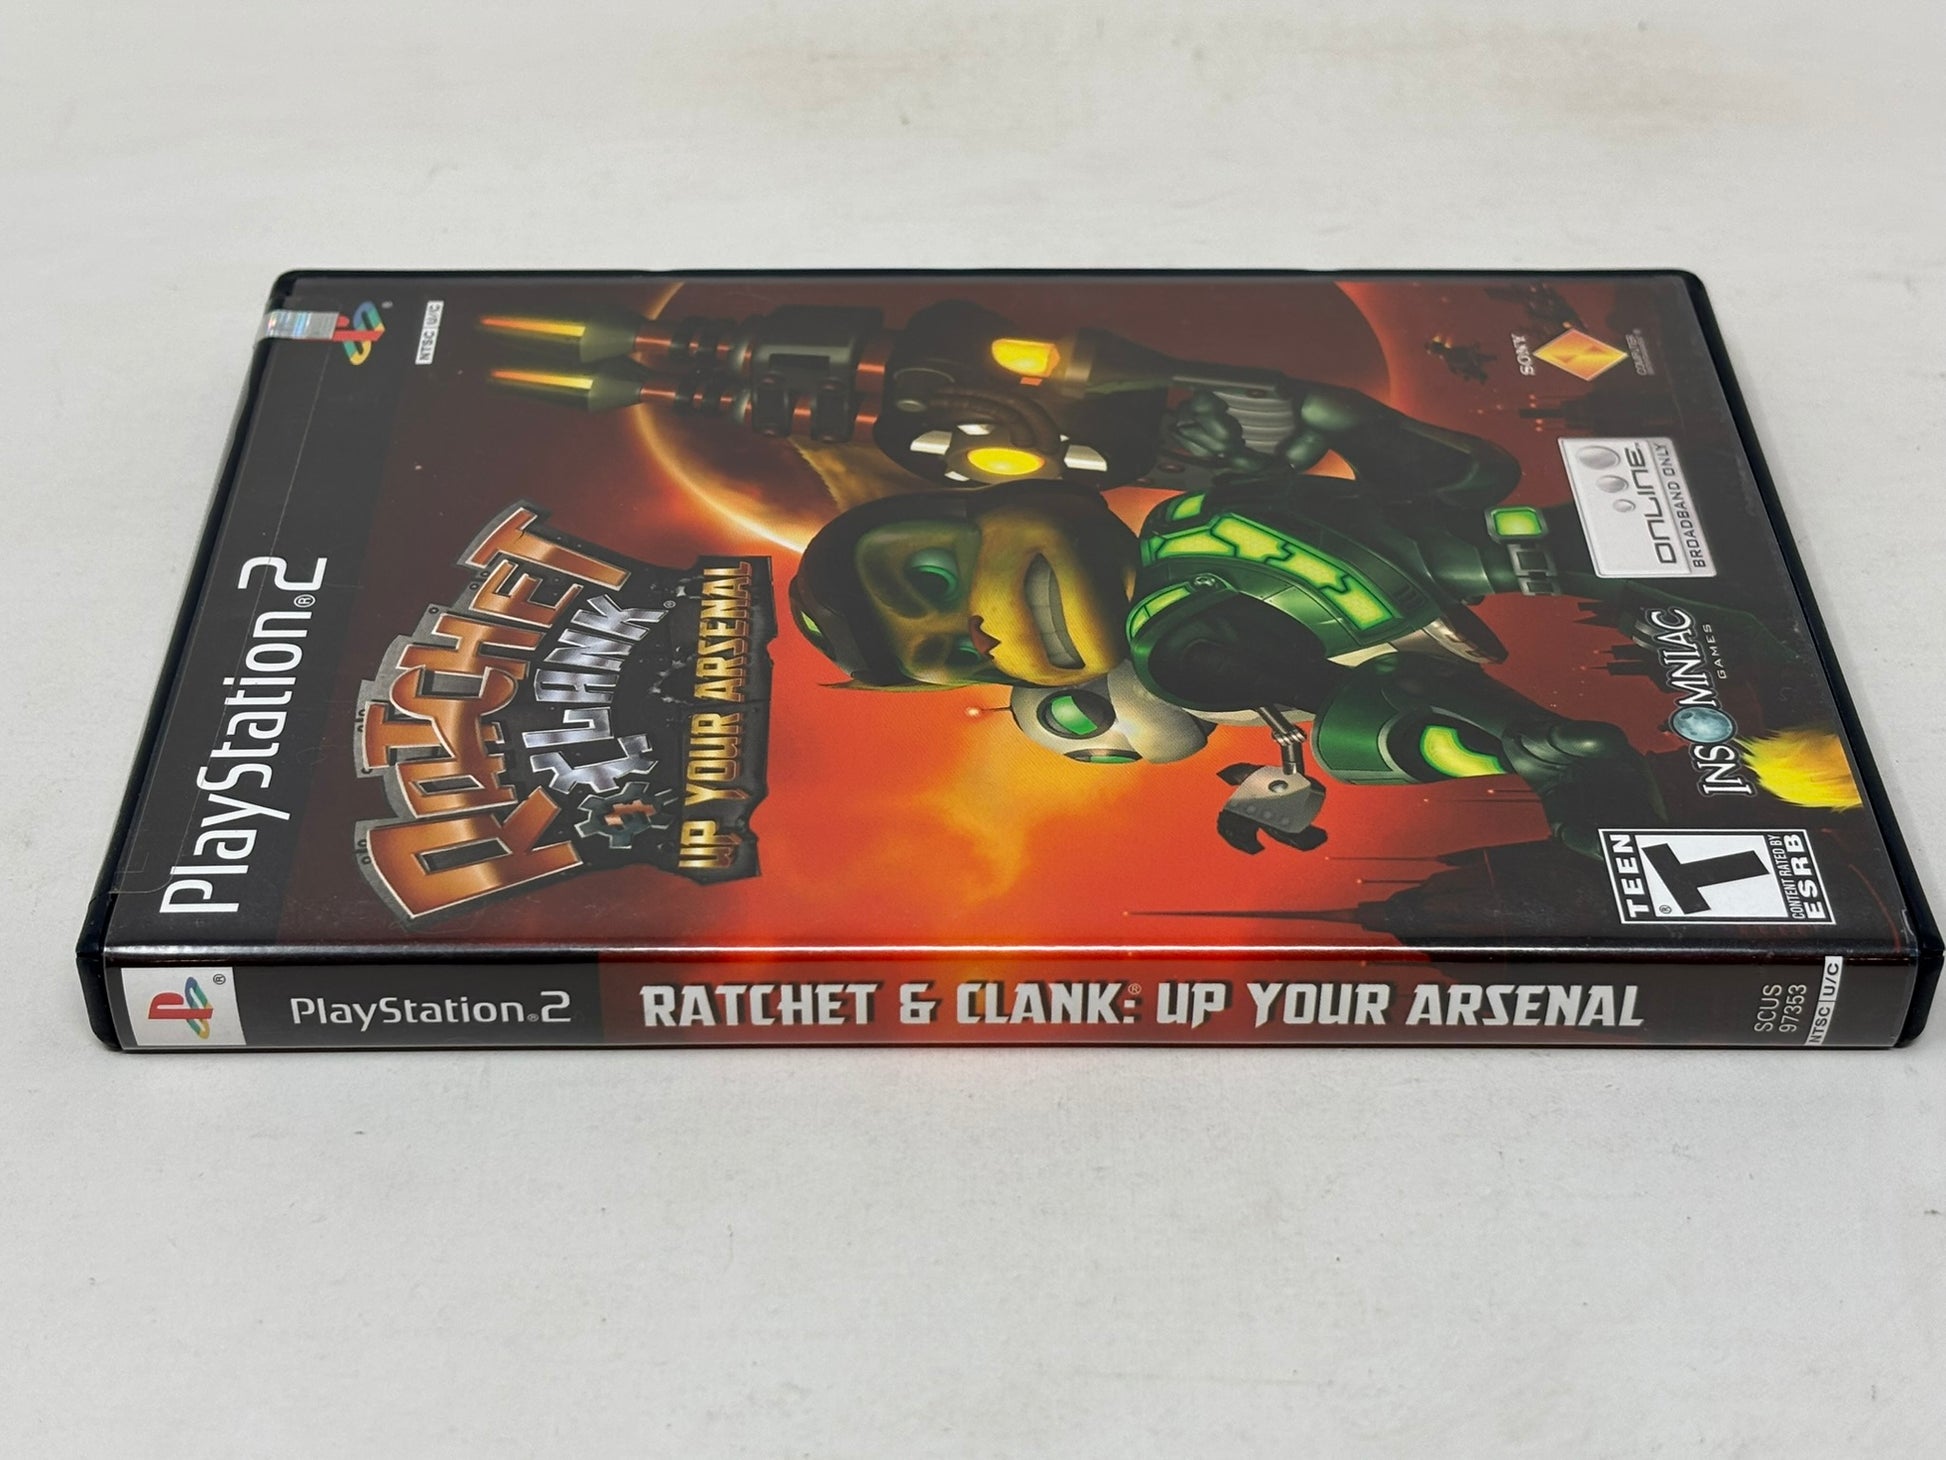 PlayStation®2
NTSC U/C
RATCHET
& CLANK®
UP YOUR ARSENAL
SONY
COMPUTER
ONLINE
BROADBAND ONLY
INSOMNIAC
GAMES
TEEN
T
®
CONTENT RATED BY
ESRB
PlayStation®2
RATCHET & CLANK:® UP YOUR ARSENAL
SCUS
97353
NTSC U/C